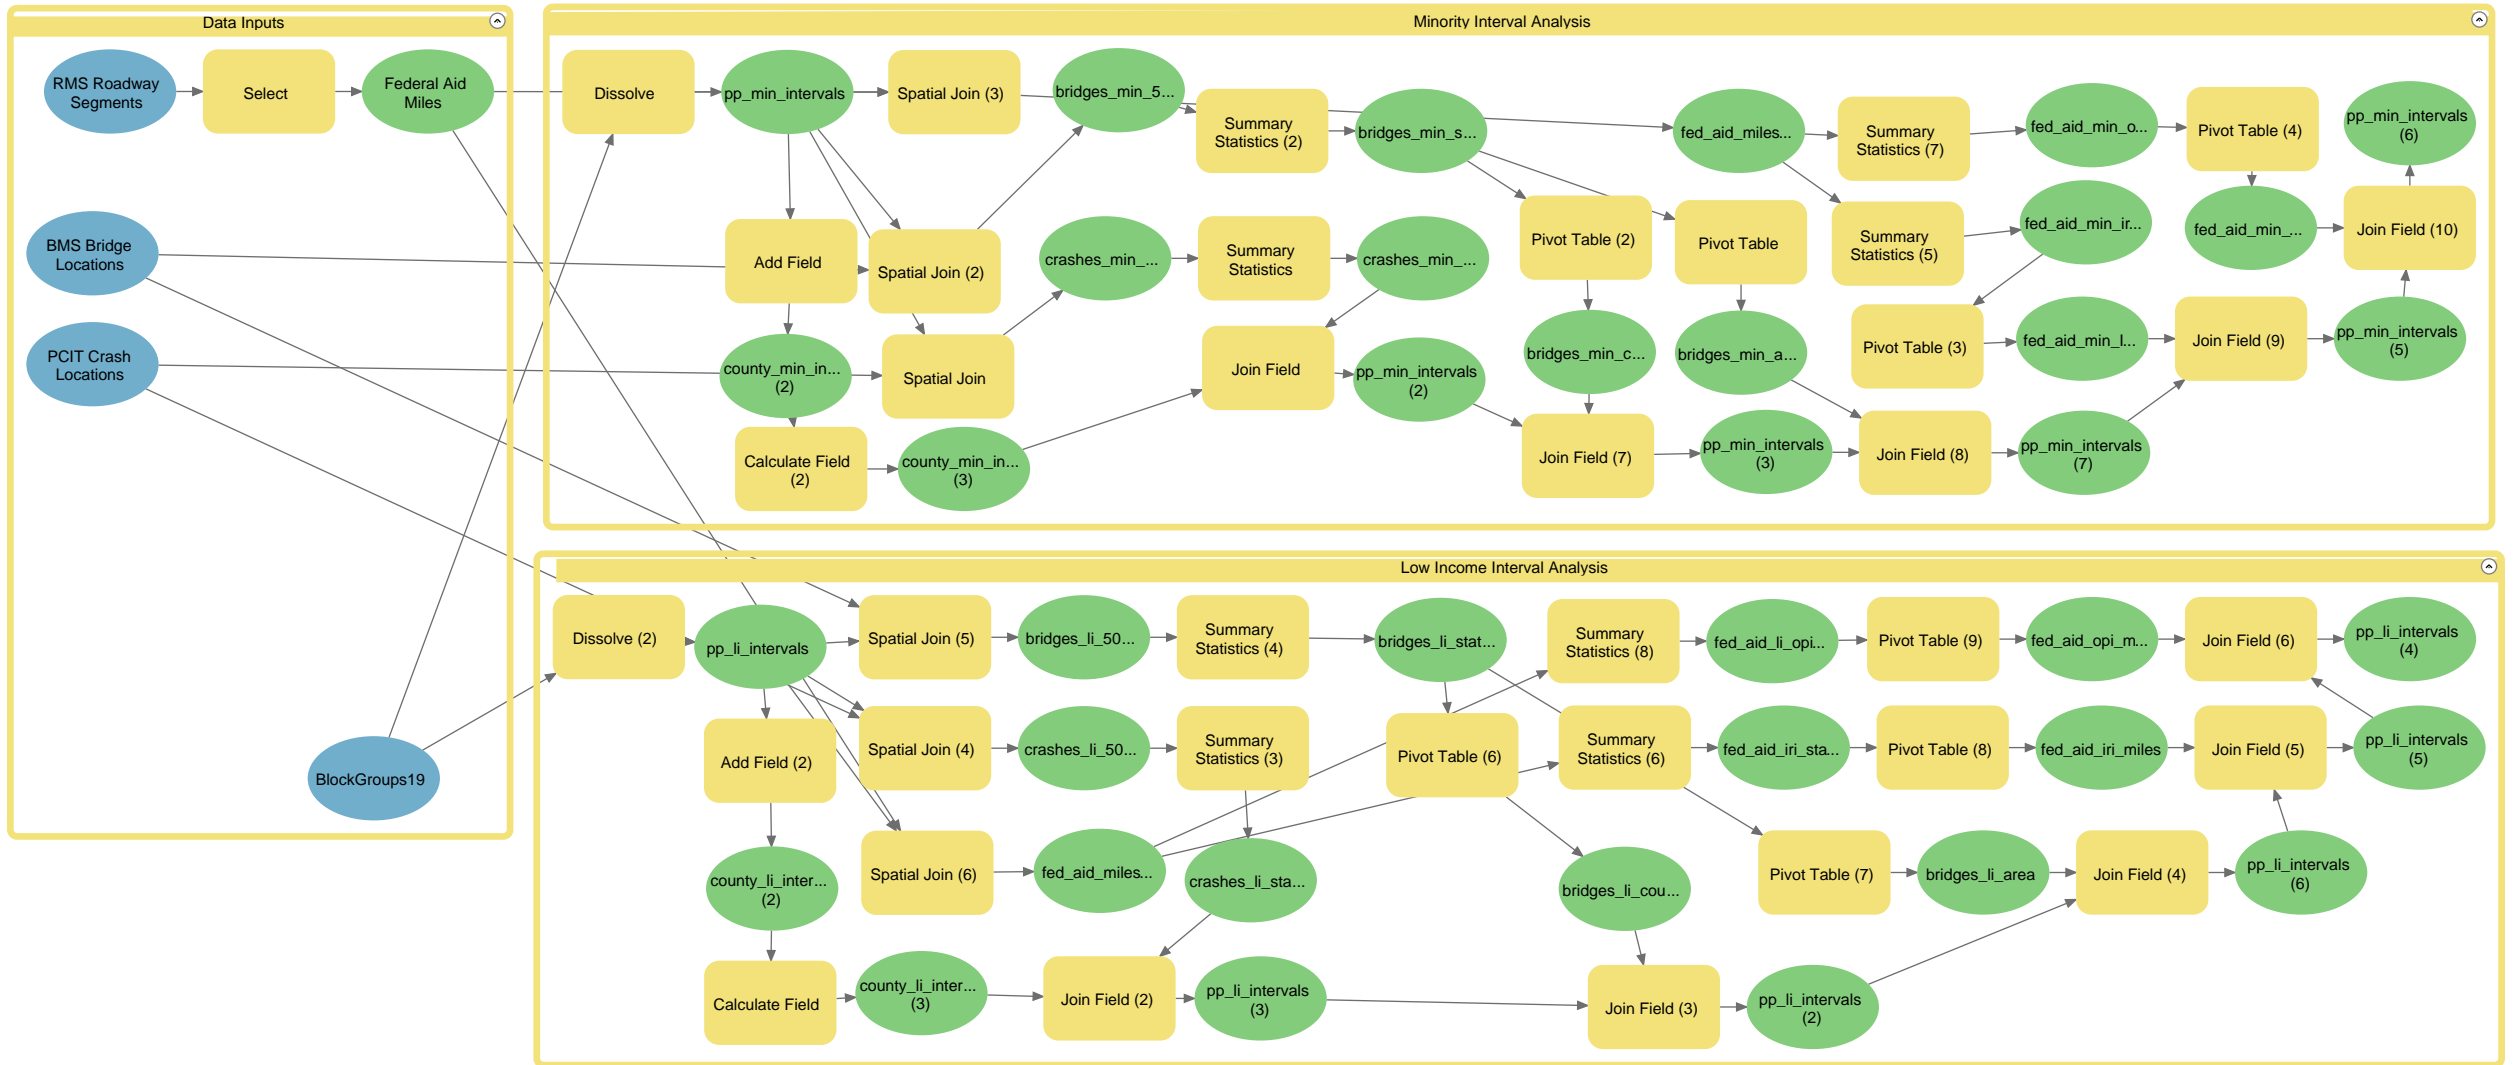 Data Inputs
RMS Roadway
Segments
Select
Federal Aid
Miles
BMS Bridge
Locations
PCIT Crash
Locations
BlockGroups19
Minority Interval Analysis
Dissolve
pp_min_intervals
Spatial Join (3)
bridges_min_5...
Summary
Statistics (2)
bridges_min_s...
fed_aid_miles...
Summary
Statistics (7)
fed_aid_min_o...
Pivot Table (4)
pp_min_intervals
(6)
Add Field
Spatial Join (2)
crashes_min_...
Summary
Statistics
crashes_min_...
Pivot Table (2)
Pivot Table
Summary
Statistics (5)
fed_aid_min_ir...
fed_aid_min_...
Join Field (10)
county_min_in...
(2)
Spatial Join
Join Field
pp_min_intervals
(2)
bridges_min_c...
bridges_min_a...
Pivot Table (3)
fed_aid_min_l...
Join Field (9)
pp_min_intervals
(5)
Calculate Field
(2)
county_min_in...
(3)
Join Field (7)
pp_min_intervals
(3)
Join Field (8)
pp_min_intervals
(7)
Low Income Interval Analysis
Dissolve (2)
pp_li_intervals
Spatial Join (5)
bridges_li_50...
Summary
Statistics (4)
bridges_li_stat...
Summary
Statistics (8)
fed_aid_li_opi...
Pivot Table (9)
fed_aid_opi_m...
Join Field (6)
pp_li_intervals
(4)
Add Field (2)
Spatial Join (4)
crashes_li_50...
Summary
Statistics (3)
Pivot Table (6)
Summary
Statistics (6)
fed_aid_iri_sta...
Pivot Table (8)
fed_aid_iri_miles
Join Field (5)
pp_li_intervals
(5)
county_li_inter...
(2)
Spatial Join (6)
fed_aid_miles...
crashes_li_sta...
bridges_li_cou...
Pivot Table (7)
bridges_li_area
Join Field (4)
pp_li_intervals
(6)
Calculate Field
county_li_inter...
(3)
Join Field (2)
pp_li_intervals
(3)
Join Field (3)
pp_li_intervals
(2)